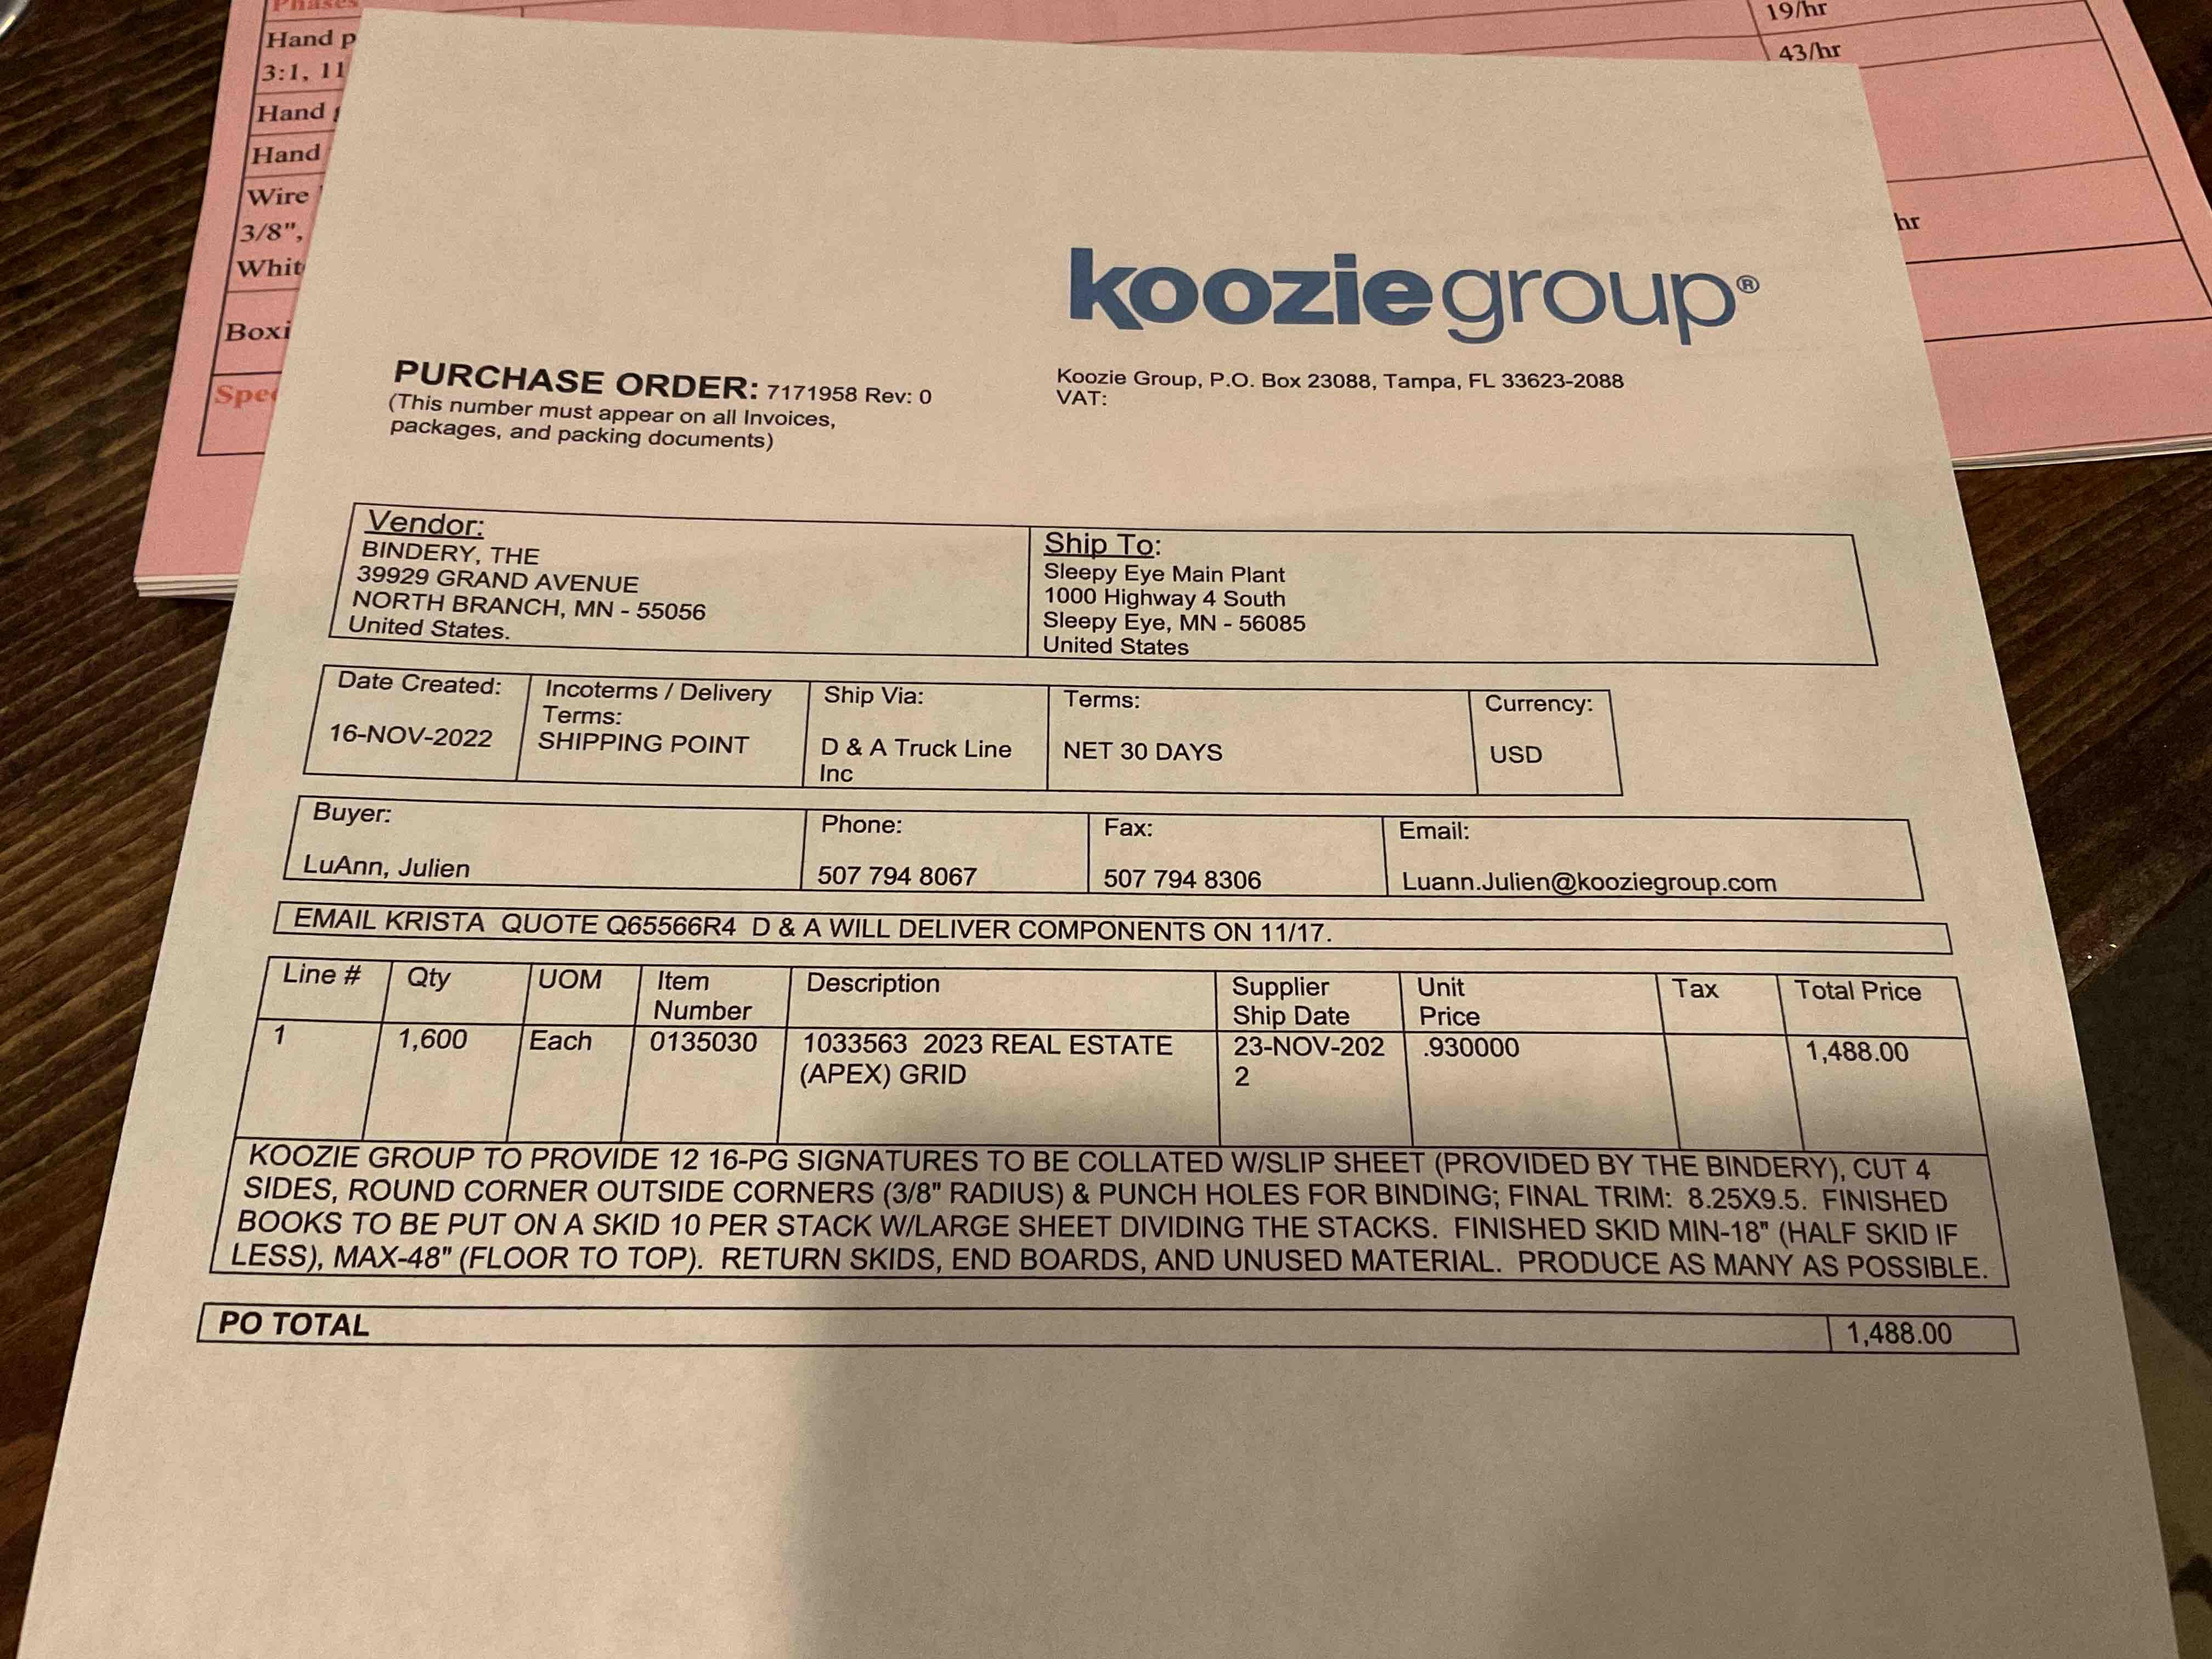 Phases
Hand p
3:1, 11
Hand
Hand
Wire
3/8",
Whit
Boxi
Spec
19/hr
43/hr
hr
kooziegroup®
PURCHASE ORDER: 7171958 Rev: 0
(This number must appear on all Invoices,
packages, and packing documents)
Koozie Group, P.O. Box 23088, Tampa, FL 33623-2088
VAT:
Vendor:
BINDERY, THE
39929 GRAND AVENUE
NORTH BRANCH, MN - 55056
United States.
Ship To:
Sleepy Eye Main Plant
1000 Highway 4 South
Sleepy Eye, MN - 56085
United States
Date Created:
16-NOV-2022
Incoterms / Delivery
Terms:
SHIPPING POINT
Ship Via:
D & A Truck Line
Inc
Terms:
NET 30 DAYS
Currency:
USD
Buyer:
LuAnn, Julien
Phone:
507 794 8067
Fax:
507 794 8306
Email:
Luann.Julien@kooziegroup.com
EMAIL KRISTA QUOTE Q65566R4 D & A WILL DELIVER COMPONENTS ON 11/17.
Line # Qty UOM Item Description Supplier Unit Tax Total Price
Number Ship Date Price
1 1,600 Each 0135030 1033563 2023 REAL ESTATE 23-NOV-202 .930000 1,488.00
(APEX) GRID 2
KOOZIE GROUP TO PROVIDE 12 16-PG SIGNATURES TO BE COLLATED W/SLIP SHEET (PROVIDED BY THE BINDERY), CUT 4
SIDES, ROUND CORNER OUTSIDE CORNERS (3/8" RADIUS) & PUNCH HOLES FOR BINDING; FINAL TRIM: 8.25X9.5. FINISHED
BOOKS TO BE PUT ON A SKID 10 PER STACK W/LARGE SHEET DIVIDING THE STACKS. FINISHED SKID MIN-18" (HALF SKID IF
LESS), MAX-48" (FLOOR TO TOP). RETURN SKIDS, END BOARDS, AND UNUSED MATERIAL. PRODUCE AS MANY AS POSSIBLE.
PO TOTAL 1,488.00